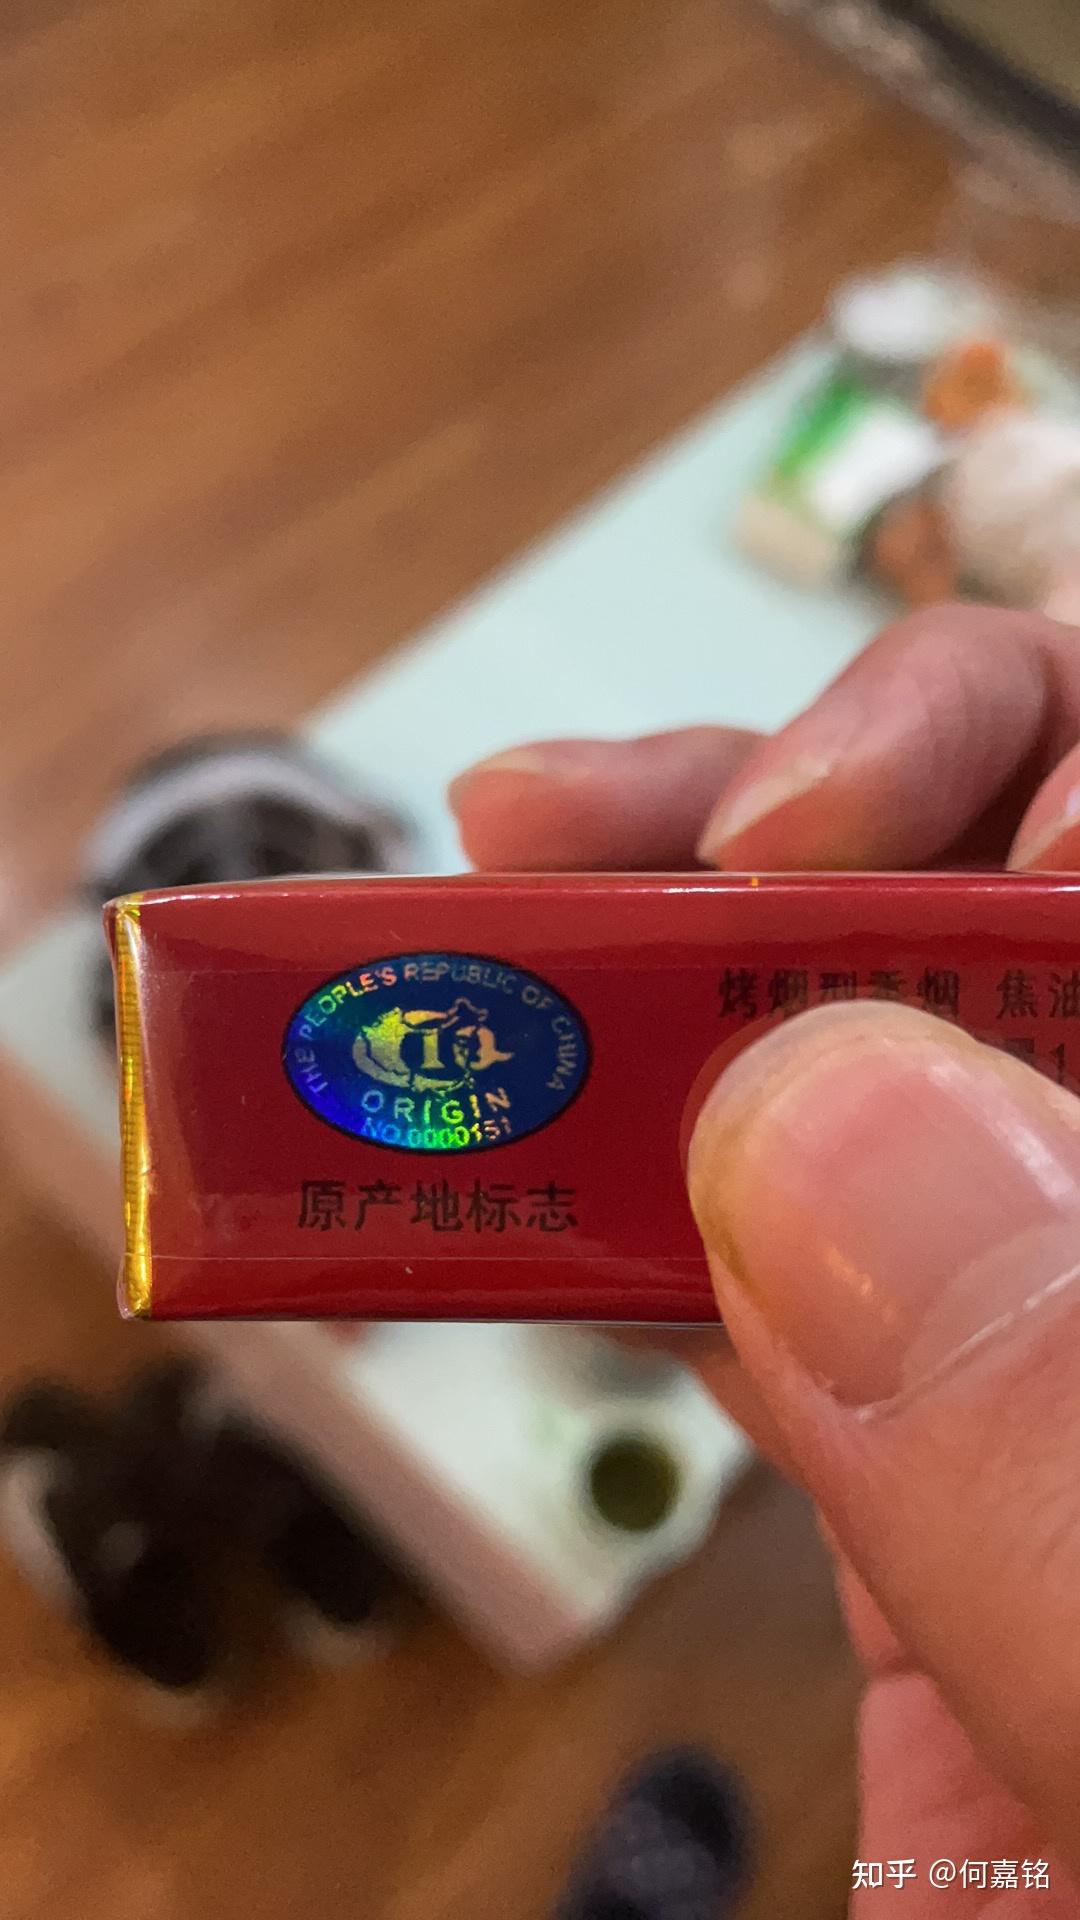 THE PEOPLE'S REPUBLIC OF CHINA
ORIGIN
NO.0000151
原产地标志
烤烟型香烟 焦油
1
知乎 @何嘉铭